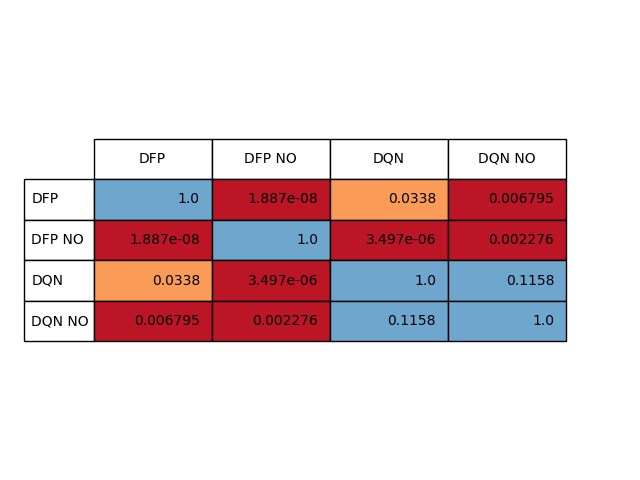 DFP DFP NO DQN DQN NO
DFP 1.0 1.887e-08 0.0338 0.006795
DFP NO 1.887e-08 1.0 3.497e-06 0.002276
DQN 0.0338 3.497e-06 1.0 0.1158
DQN NO 0.006795 0.002276 0.1158 1.0